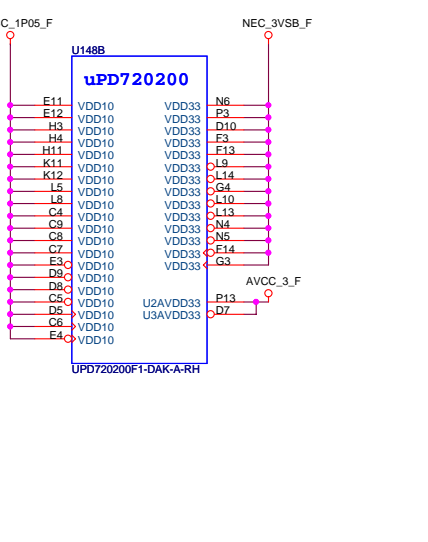 C_1P05_F NEC_3VSB_F
U148B
uPD720200
E11 VDD10 VDD33 N6
E12 VDD10 VDD33 P3
H3 VDD10 VDD33 D10
H4 VDD10 VDD33 F3
H11 VDD10 VDD33 F13
K11 VDD10 VDD33 L9
K12 VDD10 VDD33 L14
L5 VDD10 VDD33 G4
L8 VDD10 VDD33 L10
C4 VDD10 VDD33 L13
C9 VDD10 VDD33 N4
C8 VDD10 VDD33 N5
C7 VDD10 VDD33 F14
E3 VDD10 VDD33 G3
D9 VDD10
D8 VDD10 AVCC_3_F
C5 VDD10 U2AVDD33 P13
D5 VDD10 U3AVDD33 D7
C6 VDD10
E4 VDD10
UPD720200F1-DAK-A-RH